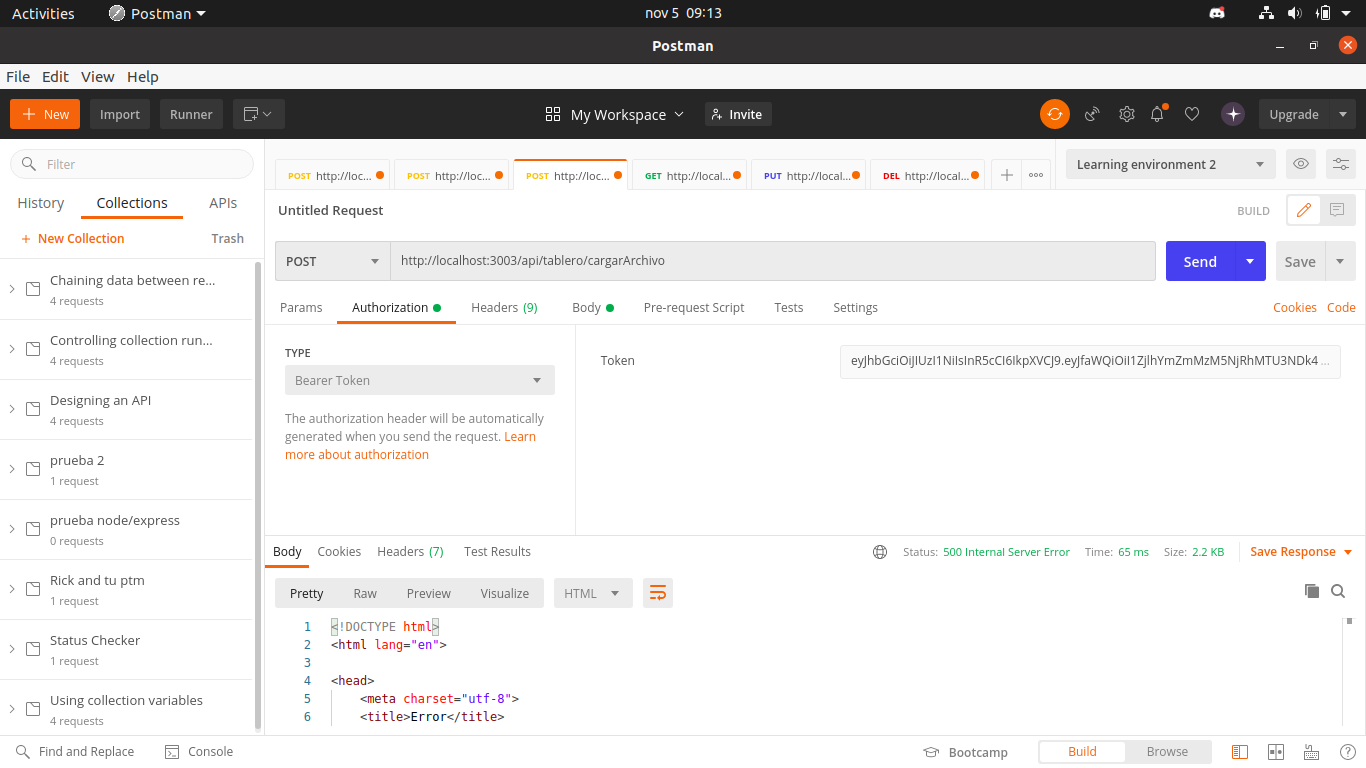 Activities
Postman
nov 5 09:13
Postman
File Edit View Help
New
Import
Runner
My Workspace
Invite
Upgrade
Filter
POST http://loc...
POST http://loc...
POST http://loc...
GET http://local...
PUT http://local...
DEL http://local...
Learning environment 2
History Collections APIs
Untitled Request
BUILD
+ New Collection
Trash
POST
http://localhost:3003/api/tablero/cargarArchivo
Send
Save
Params Authorization Headers (9) Body Pre-request Script Tests Settings
Cookies Code
Chaining data between re...
4 requests
Controlling collection run...
4 requests
Designing an API
4 requests
prueba 2
1 request
prueba node/express
0 requests
Rick and tu ptm
1 request
Status Checker
1 request
Using collection variables
4 requests
TYPE
Bearer Token
The authorization header will be automatically
generated when you send the request. Learn
more about authorization
Token
Body Cookies Headers (7) Test Results
Status: 500 Internal Server Error Time: 65 ms Size: 2.2 KB
Save Response
Pretty Raw Preview Visualize
HTML
1 <!DOCTYPE html>
2 <html lang="en">
3
4 <head>
5 <meta charset="utf-8">
6 <title>Error</title>
Find and Replace
Console
Bootcamp
Build
Browse